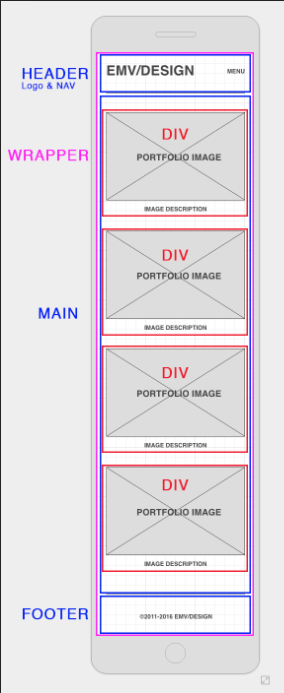 HEADER
Logo & NAV
EMV/DESIGN
MENU
WRAPPER
DIV
PORTFOLIO IMAGE
IMAGE DESCRIPTION
DIV
PORTFOLIO IMAGE
IMAGE DESCRIPTION
MAIN
DIV
PORTFOLIO IMAGE
IMAGE DESCRIPTION
DIV
PORTFOLIO IMAGE
IMAGE DESCRIPTION
FOOTER
©2011-2016 EMV/DESIGN